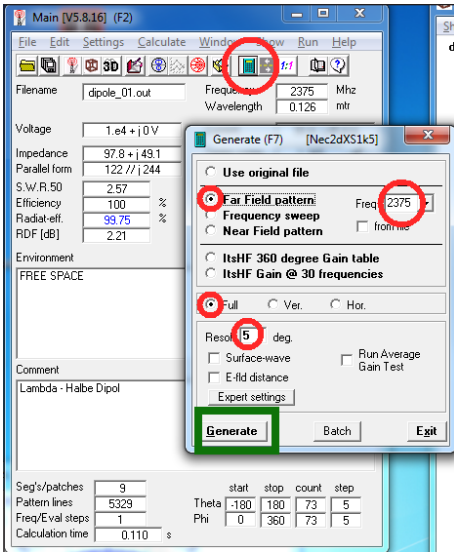 Main [V5.8.16] (F2)
File Edit Settings Calculate Window Show Run Help
3D 1:1
Filename dipole_01.out Frequency 2375 Mhz
Wavelength 0.126 mtr
Voltage 1.e4 + j 0 V
Impedance 97.8 + j 49.1
Parallel form 122 // j 244
S.W.R.50 2.57
Efficiency 100 %
Radiat-eff. 99.75 %
RDF [dB] 2.21
Environment
FREE SPACE
Comment
Lambda - Halbe Dipol
Seg's/patches 9
Pattern lines 5329
Freq/Eval steps 1
Calculation time 0.110 s
start stop count step
Theta -180 180 73 5
Phi 0 360 73 5
Generate (F7) [Nec2dXS1k5]
Use original file
Far Field pattern
Frequency sweep
Near Field pattern
Freq: 2375
from file
ItsHF 360 degree Gain table
ItsHF Gain @ 30 frequencies
Full Ver. Hor.
Resol. 5 deg.
Surface-wave
E-fld distance
Run Average
Gain Test
Expert settings
Generate Batch Exit